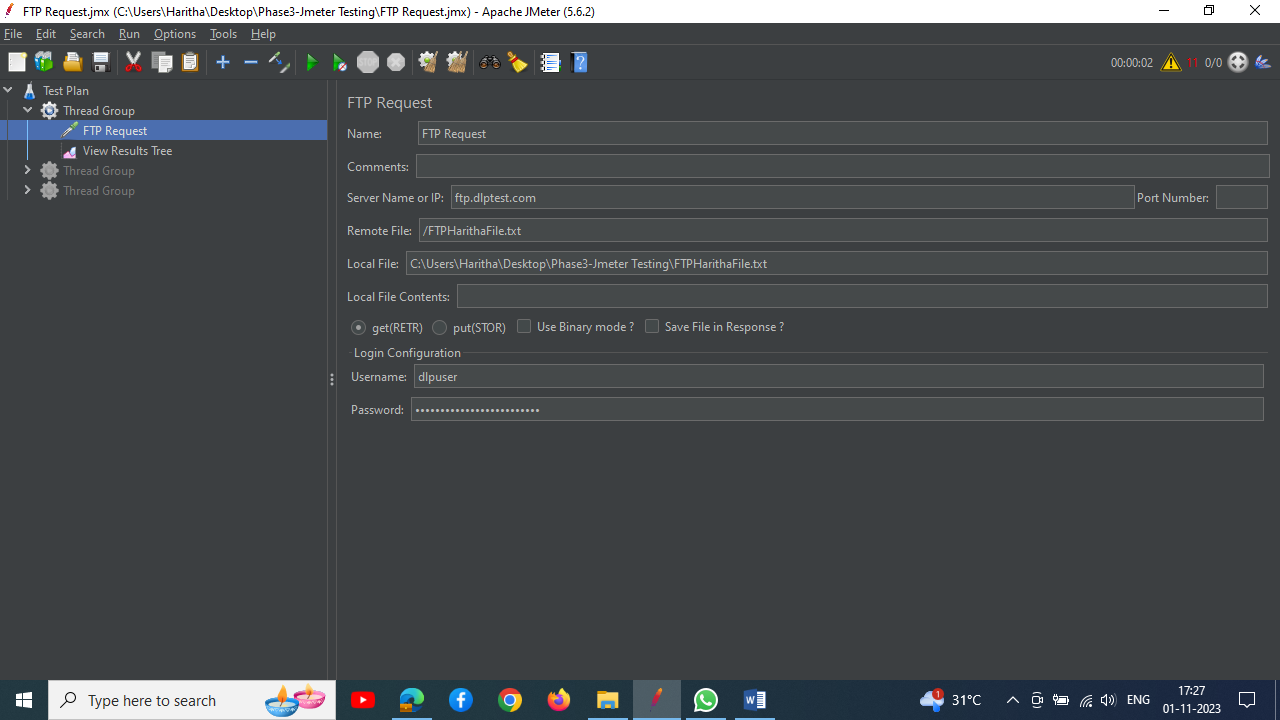 FTP Request.jmx (C:\Users\Haritha\Desktop\Phase3-Jmeter Testing\FTP Request.jmx) - Apache JMeter (5.6.2)
File Edit Search Run Options Tools Help
STOP 00:00:02 11 0/0
Test Plan
Thread Group
FTP Request
View Results Tree
Thread Group
Thread Group
FTP Request
Name: FTP Request
Comments:
Server Name or IP: ftp.dlptest.com Port Number:
Remote File: /FTPHarithaFile.txt
Local File: C:\Users\Haritha\Desktop\Phase3-Jmeter Testing\FTPHarithaFile.txt
Local File Contents:
get(RETR) put(STOR) Use Binary mode ? Save File in Response ?
Login Configuration
Username: dlpuser
Password: •••••••••••••••••••••••••
Type here to search 1 31°C ENG 17:27
01-11-2023